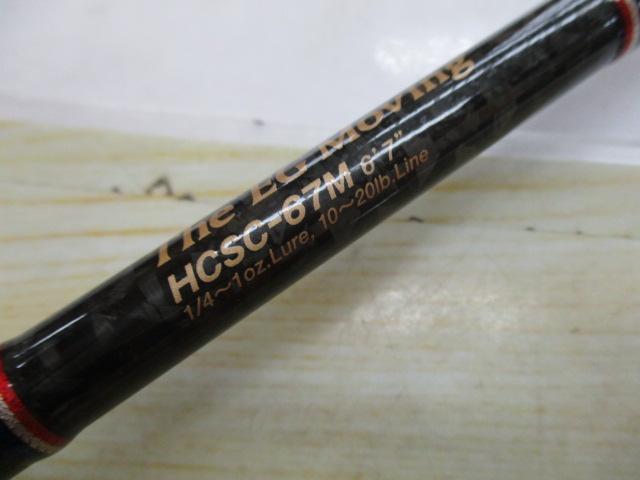 The EG Moving
HCSC-67M 6'7"
1/4~1oz.Lure, 10~20lb.Line